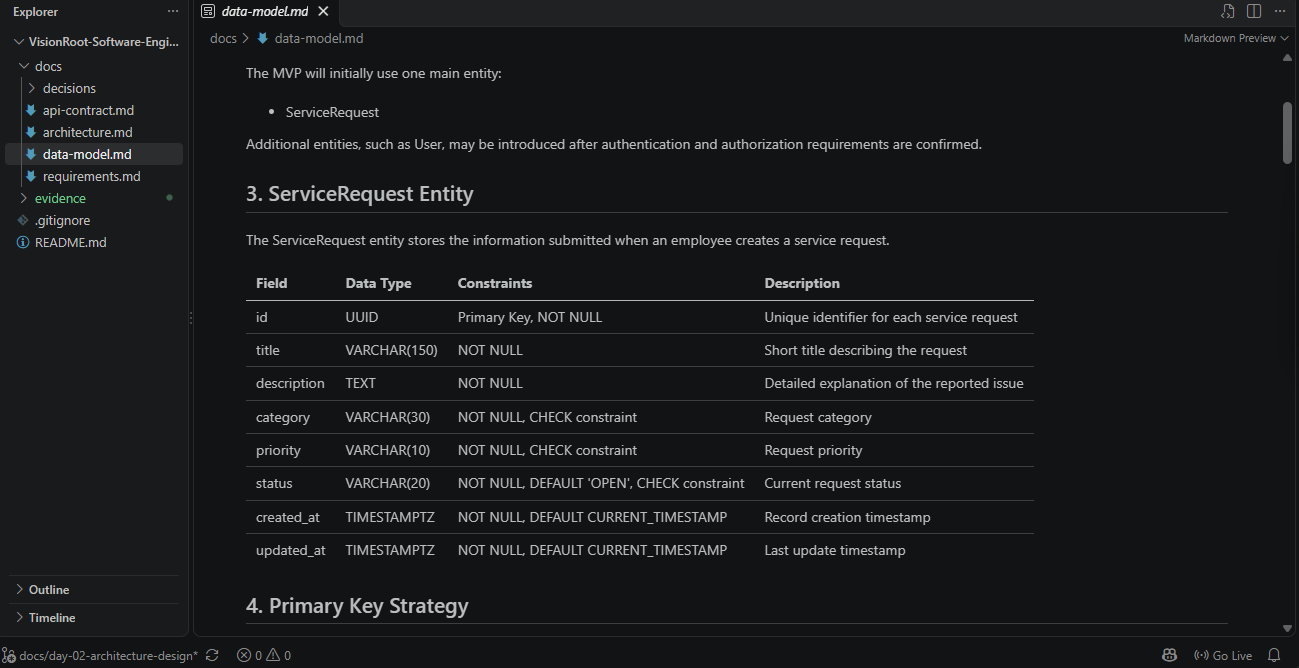 Explorer
VisionRoot-Software-Engi...
docs
decisions
api-contract.md
architecture.md
data-model.md
requirements.md
evidence
.gitignore
README.md
Outline
Timeline
data-model.md
docs > data-model.md
Markdown Preview
The MVP will initially use one main entity:
• ServiceRequest
Additional entities, such as User, may be introduced after authentication and authorization requirements are confirmed.
3. ServiceRequest Entity
The ServiceRequest entity stores the information submitted when an employee creates a service request.
Field Data Type Constraints Description
id UUID Primary Key, NOT NULL Unique identifier for each service request
title VARCHAR(150) NOT NULL Short title describing the request
description TEXT NOT NULL Detailed explanation of the reported issue
category VARCHAR(30) NOT NULL, CHECK constraint Request category
priority VARCHAR(10) NOT NULL, CHECK constraint Request priority
status VARCHAR(20) NOT NULL, DEFAULT 'OPEN', CHECK constraint Current request status
created_at TIMESTAMPTZ NOT NULL, DEFAULT CURRENT_TIMESTAMP Record creation timestamp
updated_at TIMESTAMPTZ NOT NULL, DEFAULT CURRENT_TIMESTAMP Last update timestamp
4. Primary Key Strategy
docs/day-02-architecture-design* 0 0 Go Live